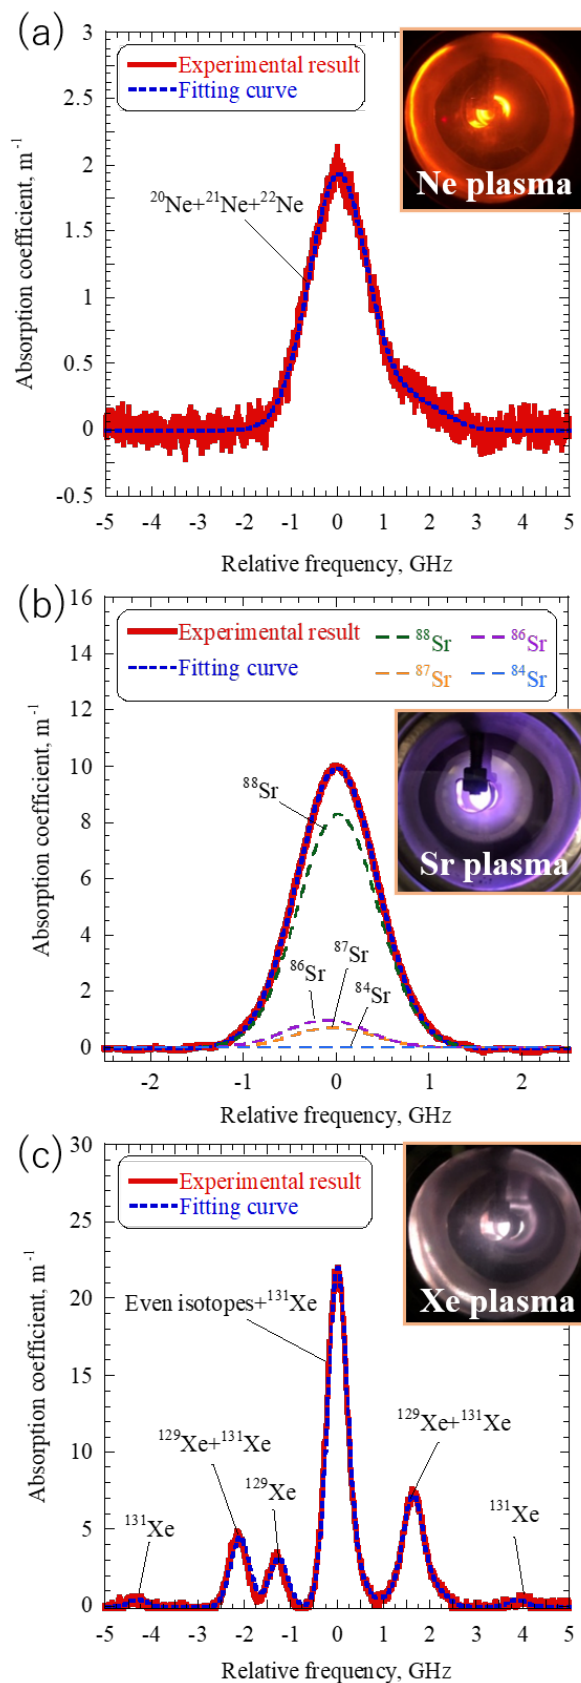 (a)
Absorption coefficient, m⁻¹
3
2.5
2
1.5
1
0.5
0
-0.5
Experimental result
Fitting curve
²⁰Ne+²¹Ne+²²Ne
Ne plasma
-5 -4 -3 -2 -1 0 1 2 3 4 5
Relative frequency, GHz
(b)
Absorption coefficient, m⁻¹
16
14
12
10
8
6
4
2
0
Experimental result
Fitting curve
⁸⁸Sr ⁸⁶Sr
⁸⁷Sr ⁸⁴Sr
Sr plasma
⁸⁸Sr
⁸⁶Sr
⁸⁷Sr
⁸⁴Sr
-2 -1 0 1 2
Relative frequency, GHz
(c)
Absorption coefficient, m⁻¹
30
25
20
15
10
5
0
Experimental result
Fitting curve
Xe plasma
Even isotopes+¹³¹Xe
¹²⁹Xe+¹³¹Xe
¹²⁹Xe
¹³¹Xe
¹²⁹Xe+¹³¹Xe
¹³¹Xe
-5 -4 -3 -2 -1 0 1 2 3 4 5
Relative frequency, GHz